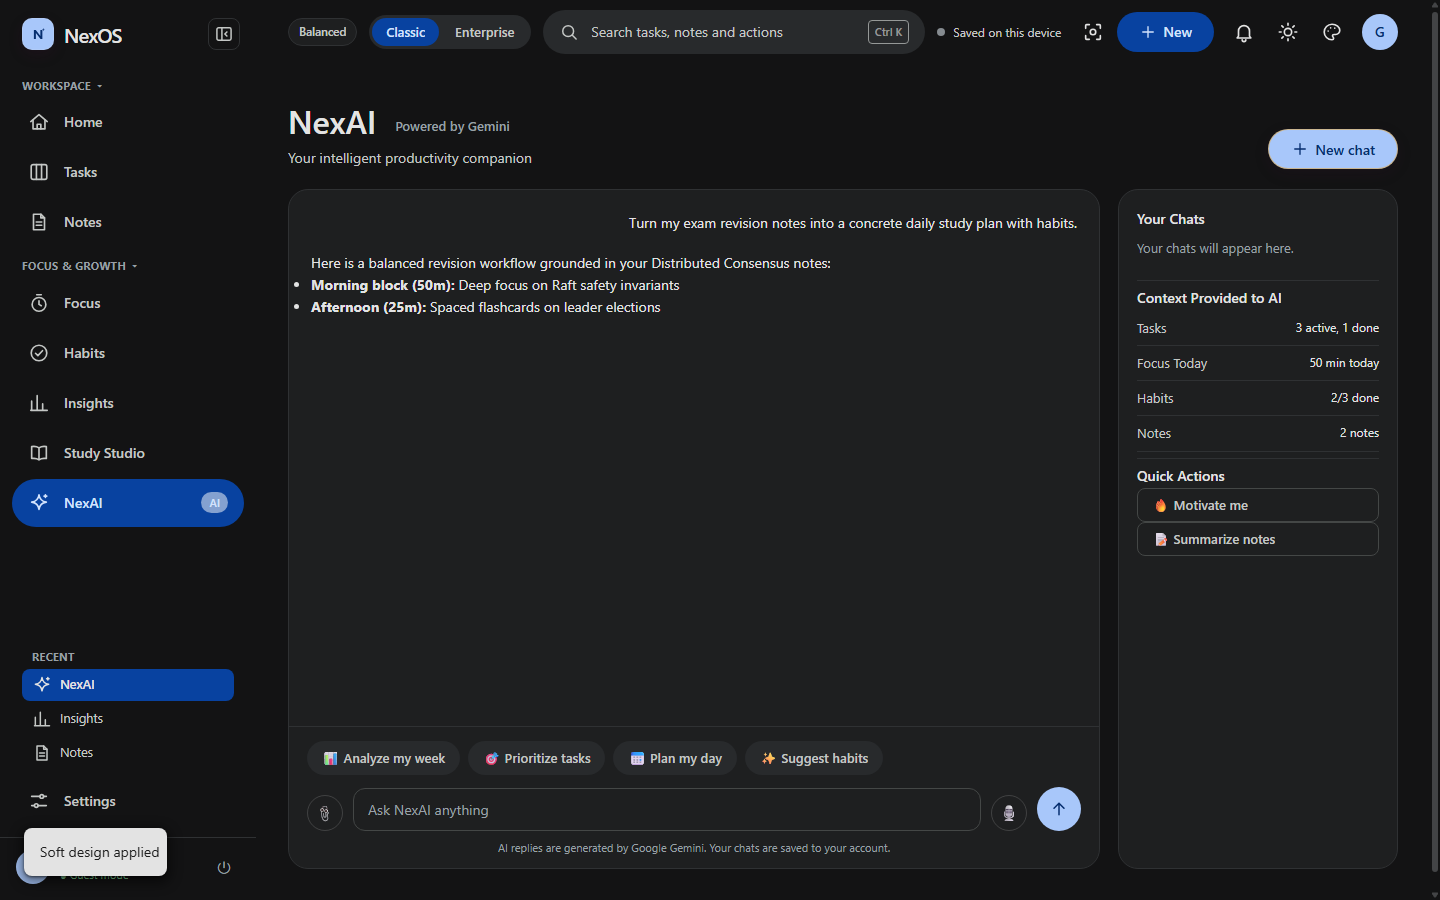 N
NexOS
WORKSPACE
Home
Tasks
Notes
FOCUS & GROWTH
Focus
Habits
Insights
Study Studio
NexAI
AI
RECENT
NexAI
Insights
Notes
Settings
Soft design applied
Guest mode
Balanced
Classic
Enterprise
Search tasks, notes and actions
Ctrl K
Saved on this device
New
G
NexAI
Powered by Gemini
Your intelligent productivity companion
New chat
Turn my exam revision notes into a concrete daily study plan with habits.
Here is a balanced revision workflow grounded in your Distributed Consensus notes:
• Morning block (50m): Deep focus on Raft safety invariants
• Afternoon (25m): Spaced flashcards on leader elections
Analyze my week
Prioritize tasks
Plan my day
Suggest habits
Ask NexAI anything
AI replies are generated by Google Gemini. Your chats are saved to your account.
Your Chats
Your chats will appear here.
Context Provided to AI
Tasks 3 active, 1 done
Focus Today 50 min today
Habits 2/3 done
Notes 2 notes
Quick Actions
Motivate me
Summarize notes